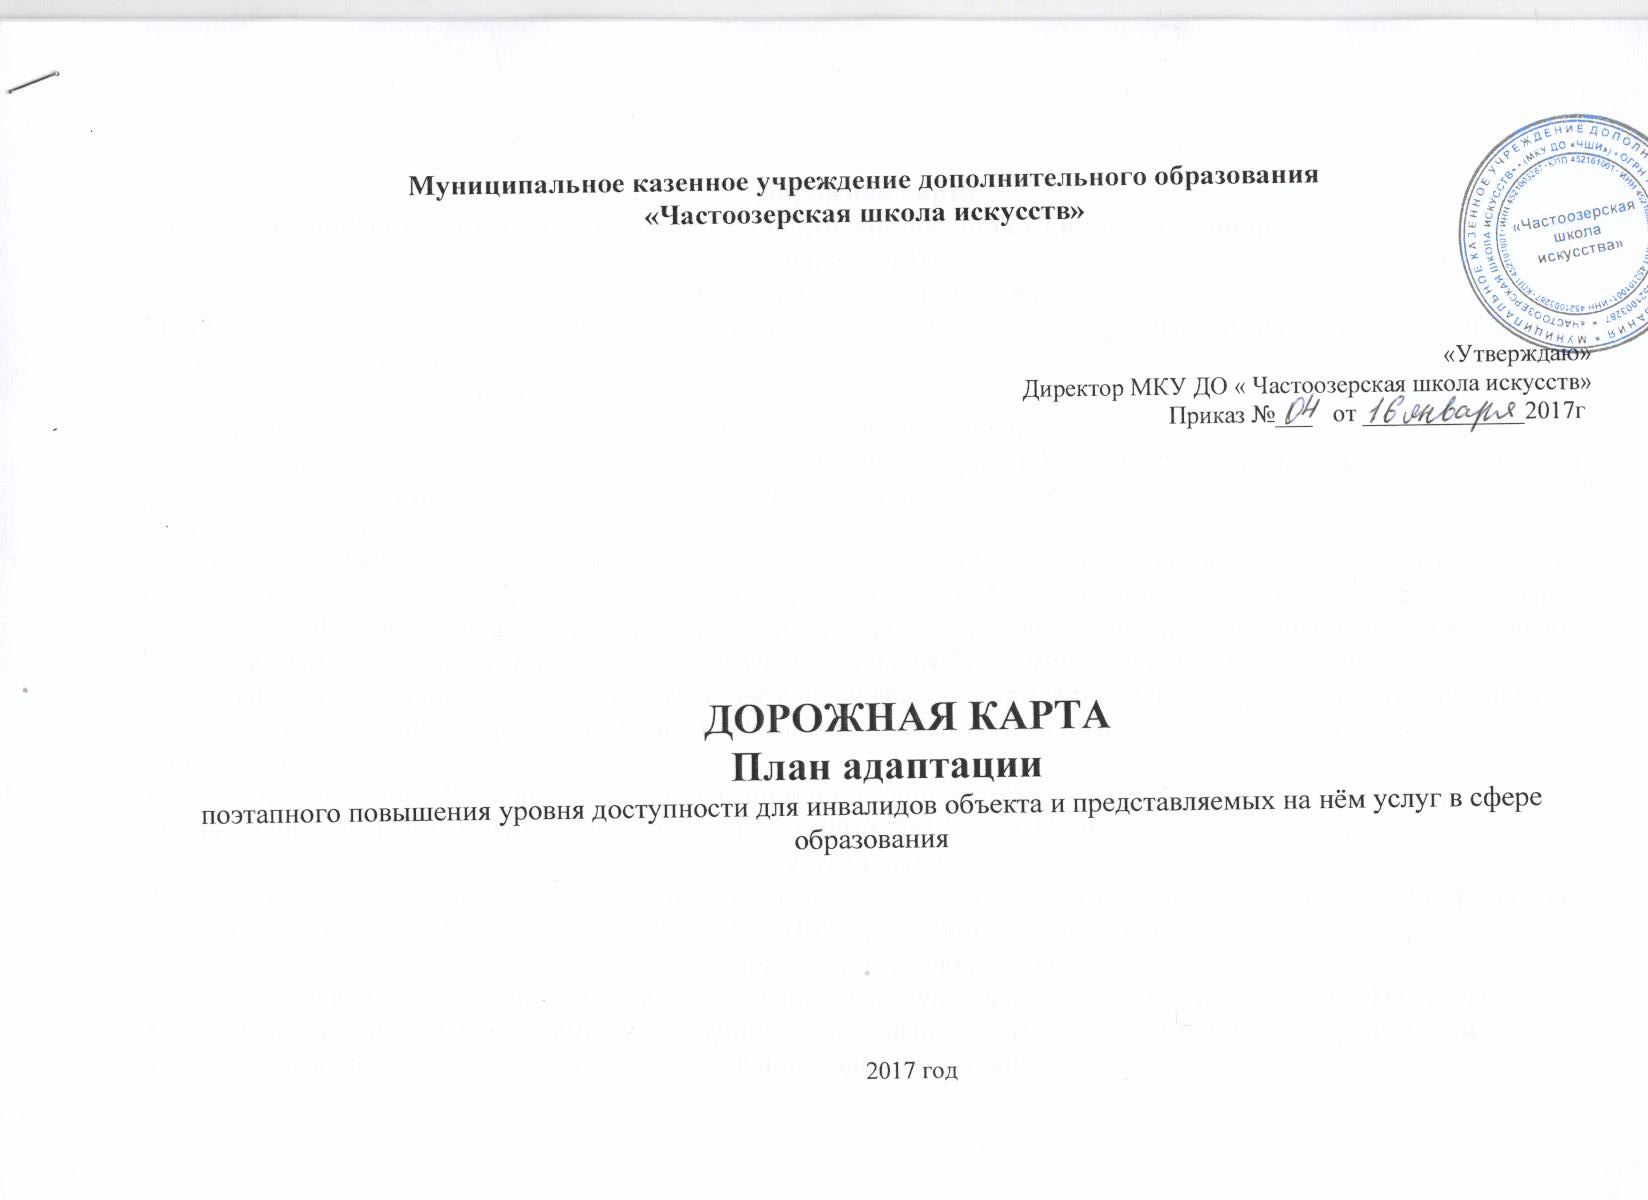 Муниципальное казенное учреждение дополнительного образования
«Частоозерская школа искусств»
«Частоозерская
школа
искусства»
«Утверждаю»
Директор МКУ ДО « Частоозерская школа искусств»
Приказ № 04 от 16 января 2017г
ДОРОЖНАЯ КАРТА
План адаптации
поэтапного повышения уровня доступности для инвалидов объекта и представляемых на нём услуг в сфере
образования
2017 год